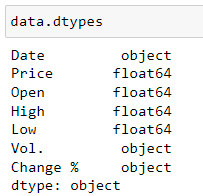 data.dtypes
Date object
Price float64
Open float64
High float64
Low float64
Vol. object
Change % object
dtype: object